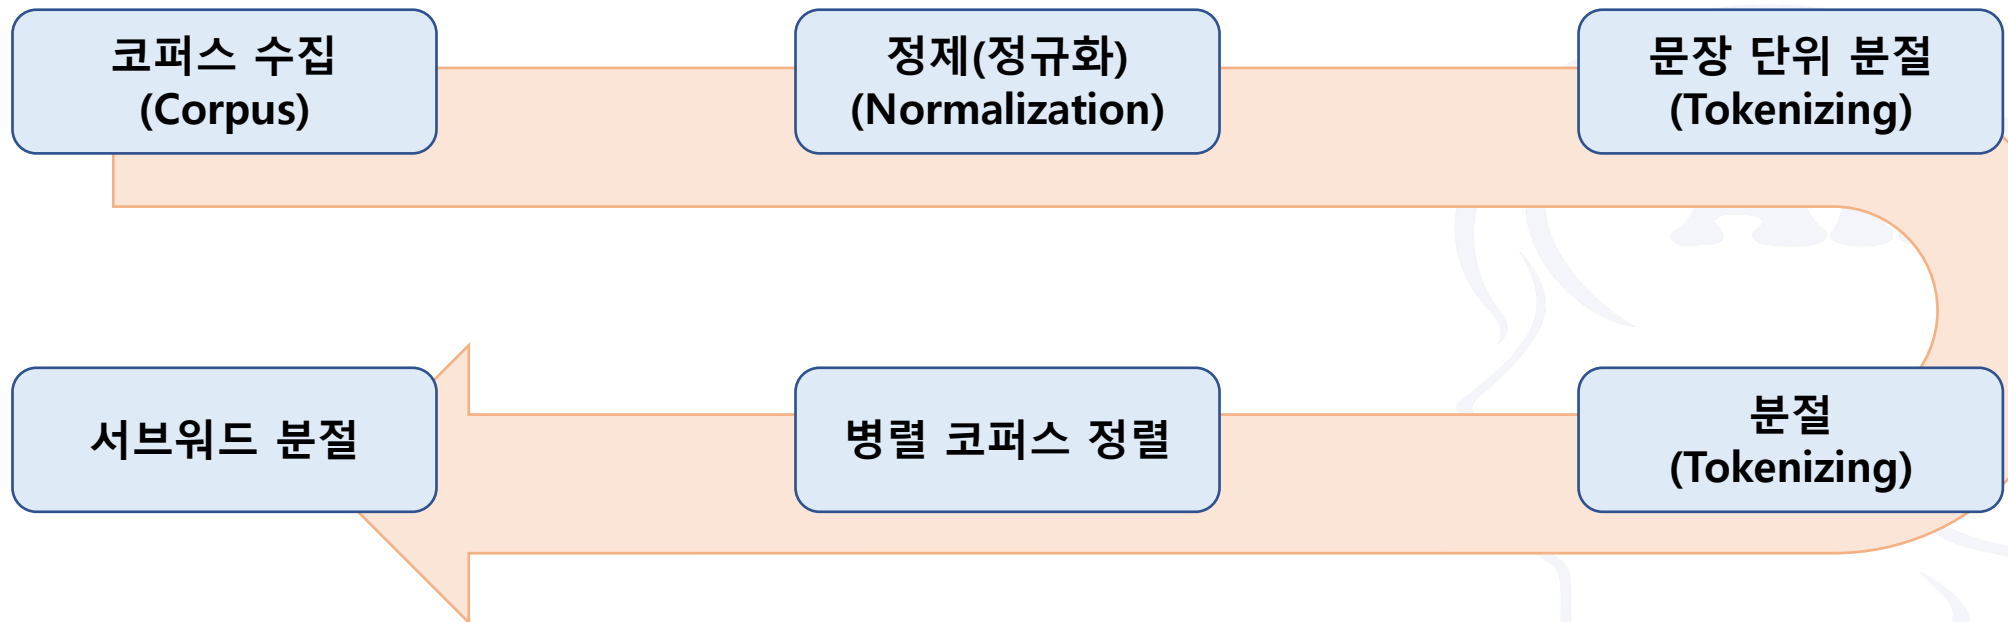 코퍼스 수집
(Corpus)
정제(정규화)
(Normalization)
문장 단위 분절
(Tokenizing)
분절
(Tokenizing)
병렬 코퍼스 정렬
서브워드 분절